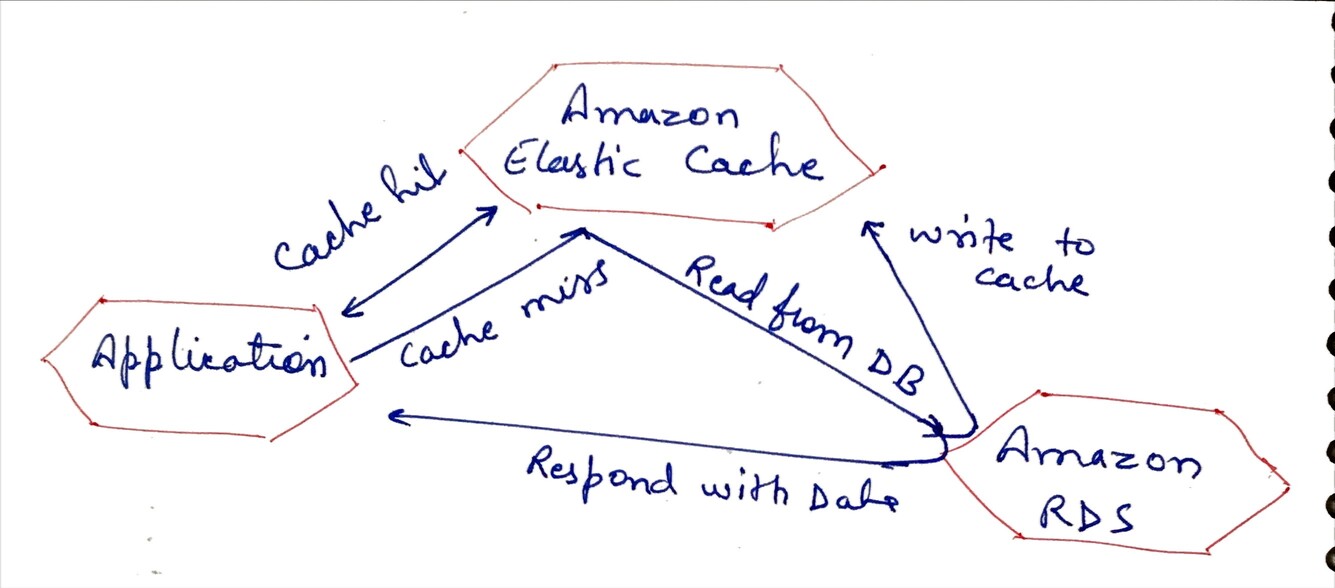 Amazon
Elastic Cache
Cache hit
write to
cache
Read from DB
Cache miss
Application
Amazon
RDS
Respond with Data